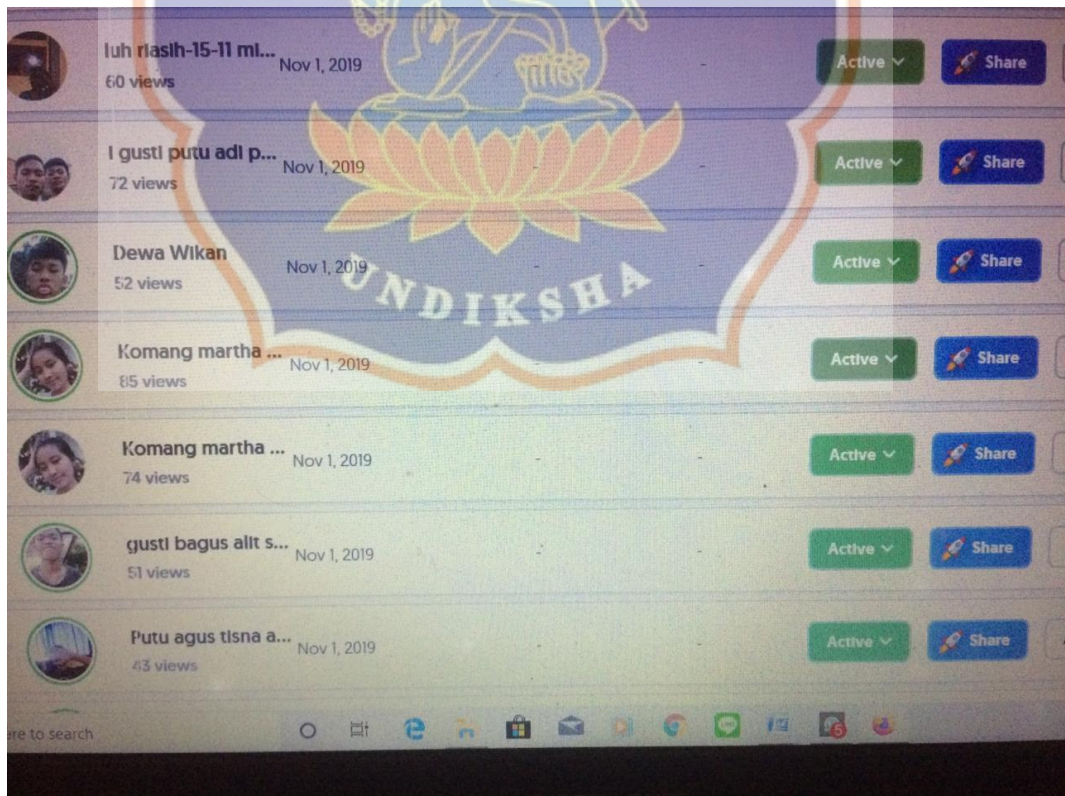 luh riasih-15-11 mi... Nov 1, 2019 - Active Share
60 views
I gusti putu adi p... Nov 1, 2019 - - Active Share
72 views
Dewa Wikan Nov 1, 2019 - - Active Share
52 views
UNDIKSHA
Komang martha ... Nov 1, 2019 - - Active Share
85 views
Komang martha ... Nov 1, 2019 - - Active Share
74 views
gusti bagus alit s... Nov 1, 2019 - - Active Share
51 views
Putu agus tisna a... Nov 1, 2019 - - Active Share
43 views
to search
5